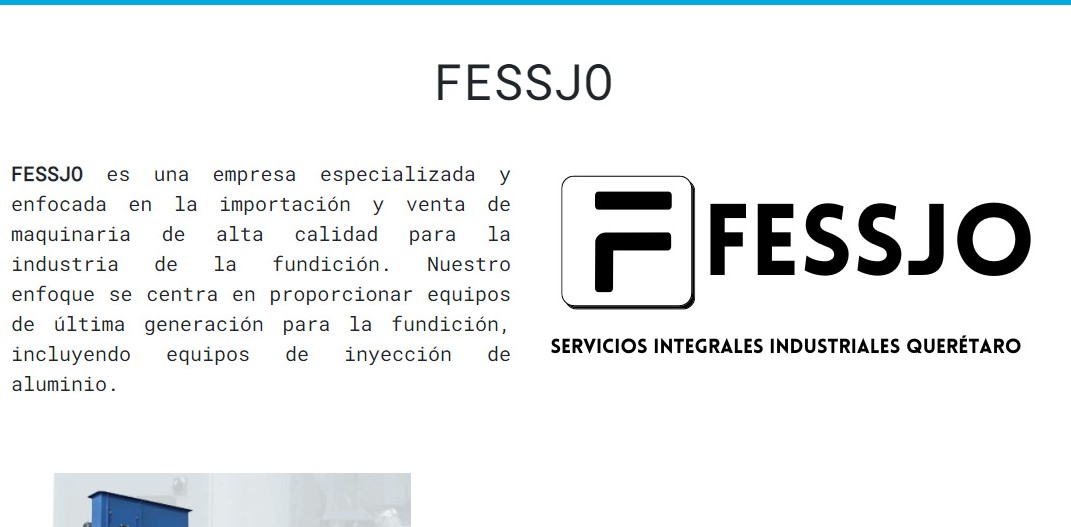 FESSJO
FESSJO es una empresa especializada y
enfocada en la importación y venta de
maquinaria de alta calidad para la
industria de la fundición. Nuestro
enfoque se centra en proporcionar equipos
de última generación para la fundición,
incluyendo equipos de inyección de
aluminio.
F FESSJO
SERVICIOS INTEGRALES INDUSTRIALES QUERÉTARO